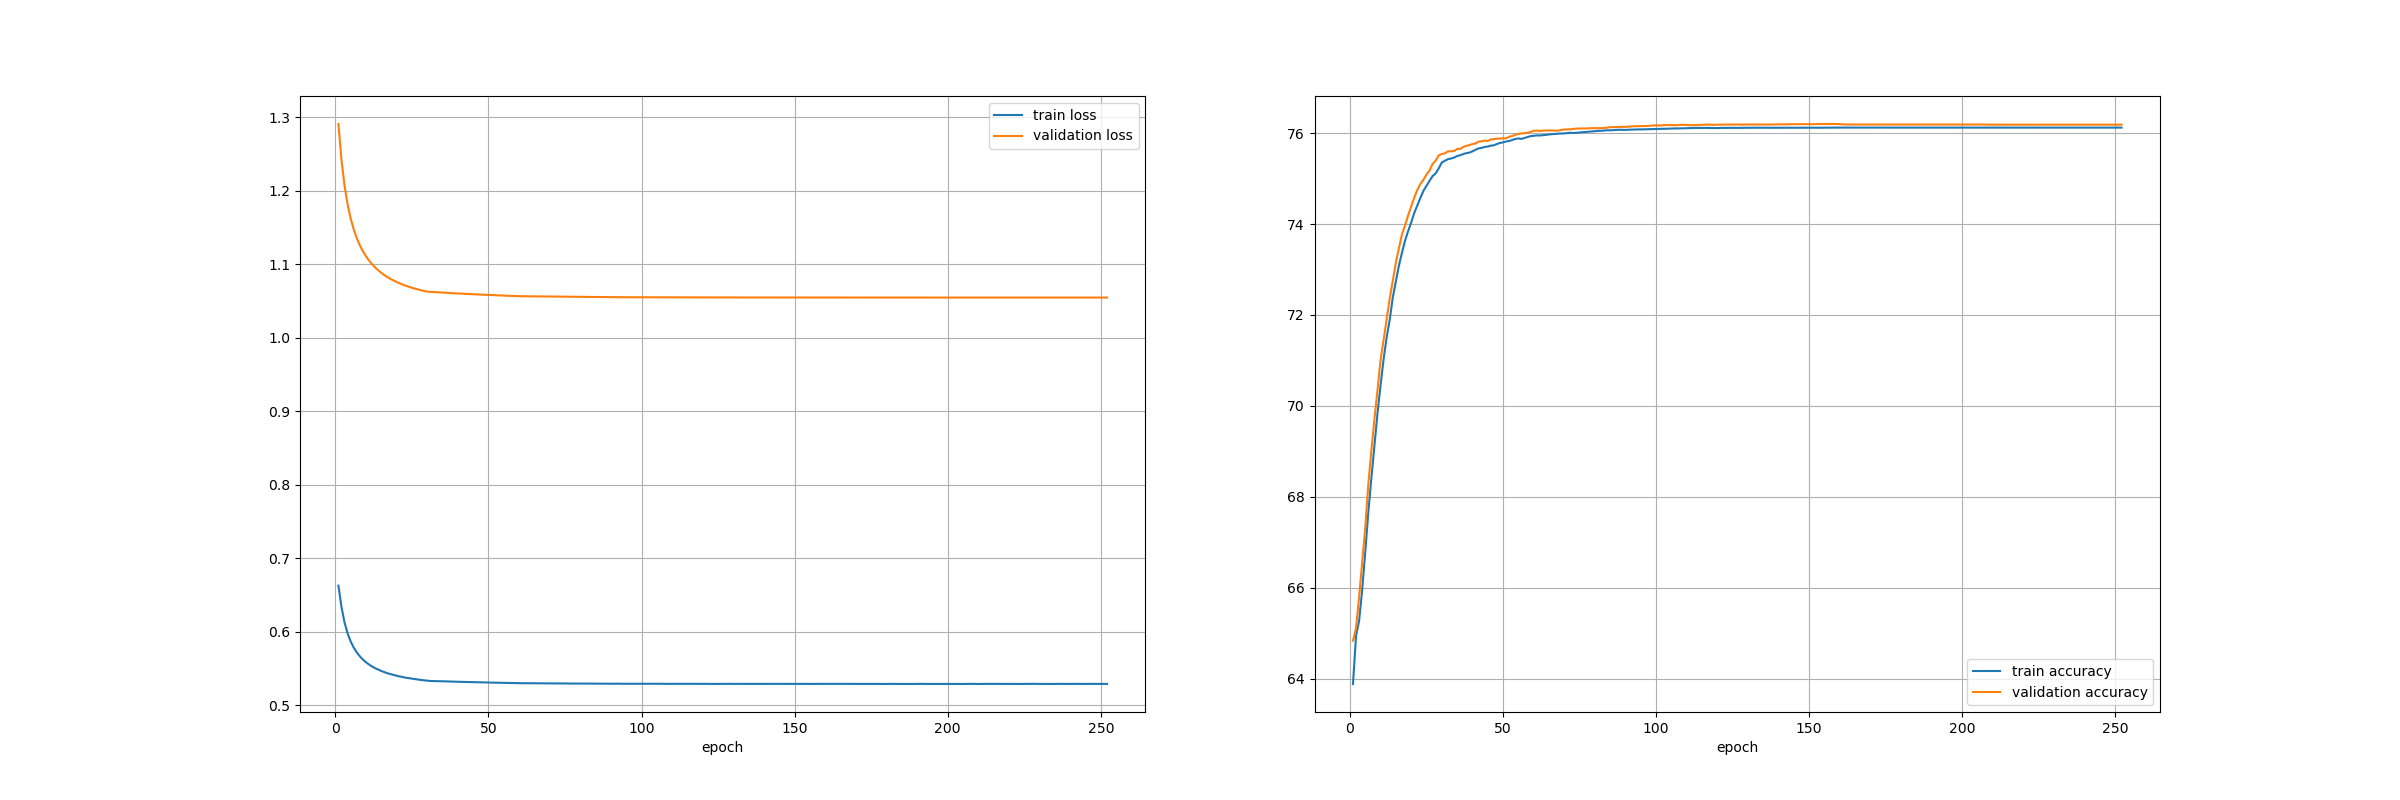 1.3
1.2
1.1
1.0
0.9
0.8
0.7
0.6
0.5
0 50 100 150 200 250
epoch
train loss
validation loss
76
74
72
70
68
66
64
0 50 100 150 200 250
epoch
train accuracy
validation accuracy